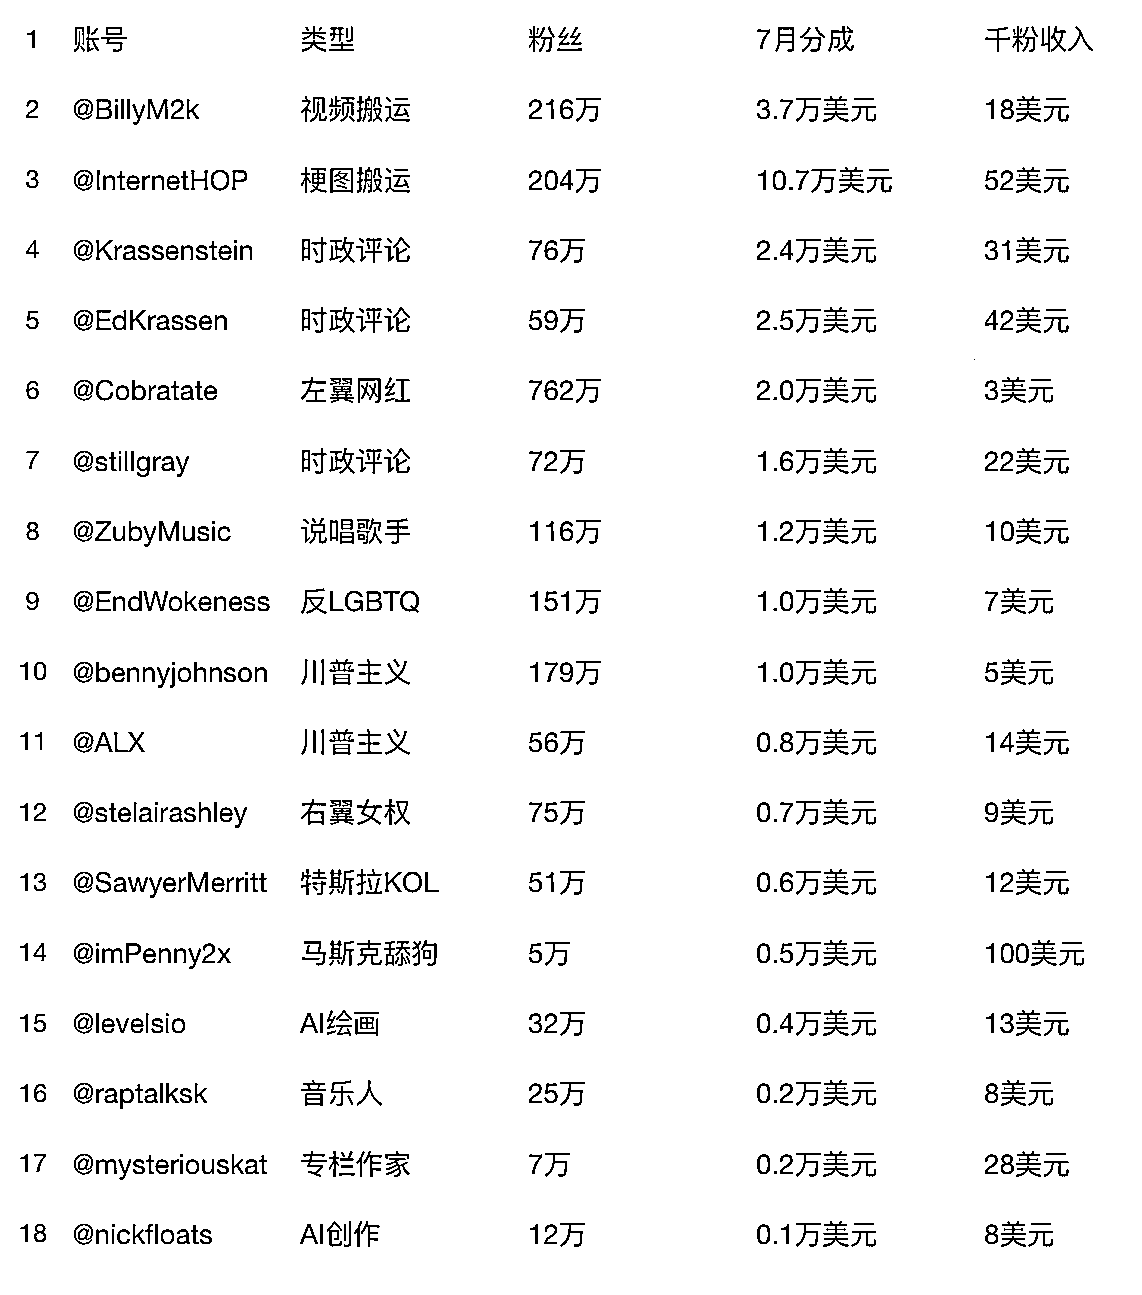 1 账号 类型 粉丝 7月分成 千粉收入
2 @BillyM2k 视频搬运 216万 3.7万美元 18美元
3 @InternetHOP 梗图搬运 204万 10.7万美元 52美元
4 @Krassenstein 时政评论 76万 2.4万美元 31美元
5 @EdKrassen 时政评论 59万 2.5万美元 42美元
6 @Cobratate 左翼网红 762万 2.0万美元 3美元
7 @stillgray 时政评论 72万 1.6万美元 22美元
8 @ZubyMusic 说唱歌手 116万 1.2万美元 10美元
9 @EndWokeness 反LGBTQ 151万 1.0万美元 7美元
10 @bennyjohnson 川普主义 179万 1.0万美元 5美元
11 @ALX 川普主义 56万 0.8万美元 14美元
12 @stelairashley 右翼女权 75万 0.7万美元 9美元
13 @SawyerMerritt 特斯拉KOL 51万 0.6万美元 12美元
14 @imPenny2x 马斯克舔狗 5万 0.5万美元 100美元
15 @levelsio AI绘画 32万 0.4万美元 13美元
16 @raptalksk 音乐人 25万 0.2万美元 8美元
17 @mysteriouskat 专栏作家 7万 0.2万美元 28美元
18 @nickfloats AI创作 12万 0.1万美元 8美元